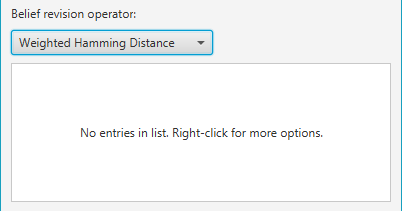 Belief revision operator:
Weighted Hamming Distance
No entries in list. Right-click for more options.